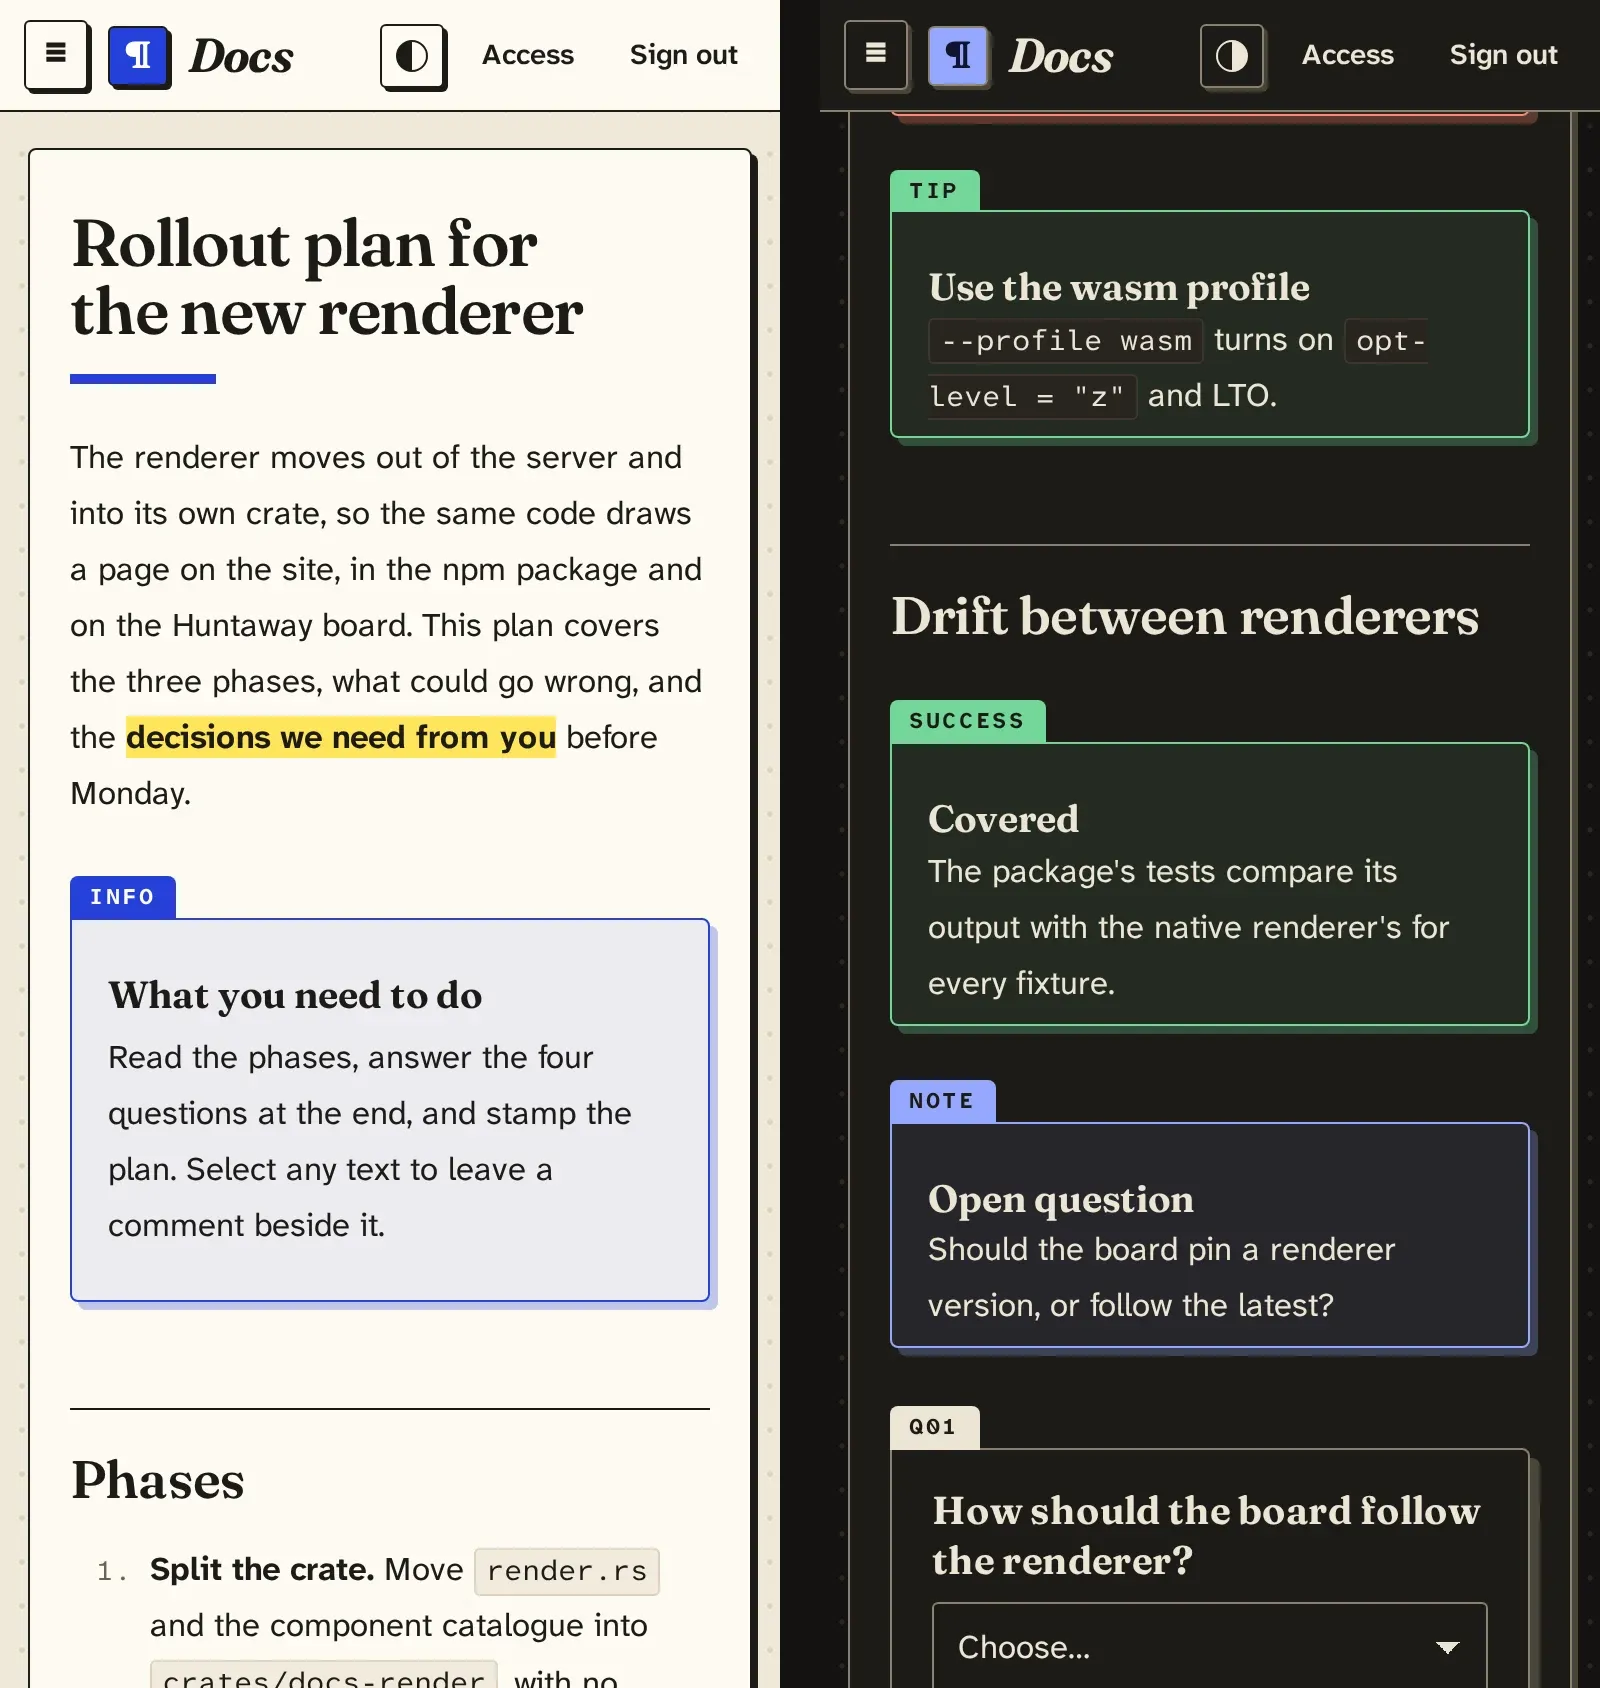 ¶ Docs Access Sign out
Rollout plan for
the new renderer
The renderer moves out of the server and
into its own crate, so the same code draws
a page on the site, in the npm package and
on the Huntaway board. This plan covers
the three phases, what could go wrong, and
the decisions we need from you before
Monday.
INFO
What you need to do
Read the phases, answer the four
questions at the end, and stamp the
plan. Select any text to leave a
comment beside it.
Phases
1. Split the crate. Move render.rs
and the component catalogue into
crates/docs-render with no
¶ Docs Access Sign out
TIP
Use the wasm profile
--profile wasm turns on opt-
level = "z" and LTO.
Drift between renderers
SUCCESS
Covered
The package's tests compare its
output with the native renderer's for
every fixture.
NOTE
Open question
Should the board pin a renderer
version, or follow the latest?
Q01
How should the board follow
the renderer?
Choose...